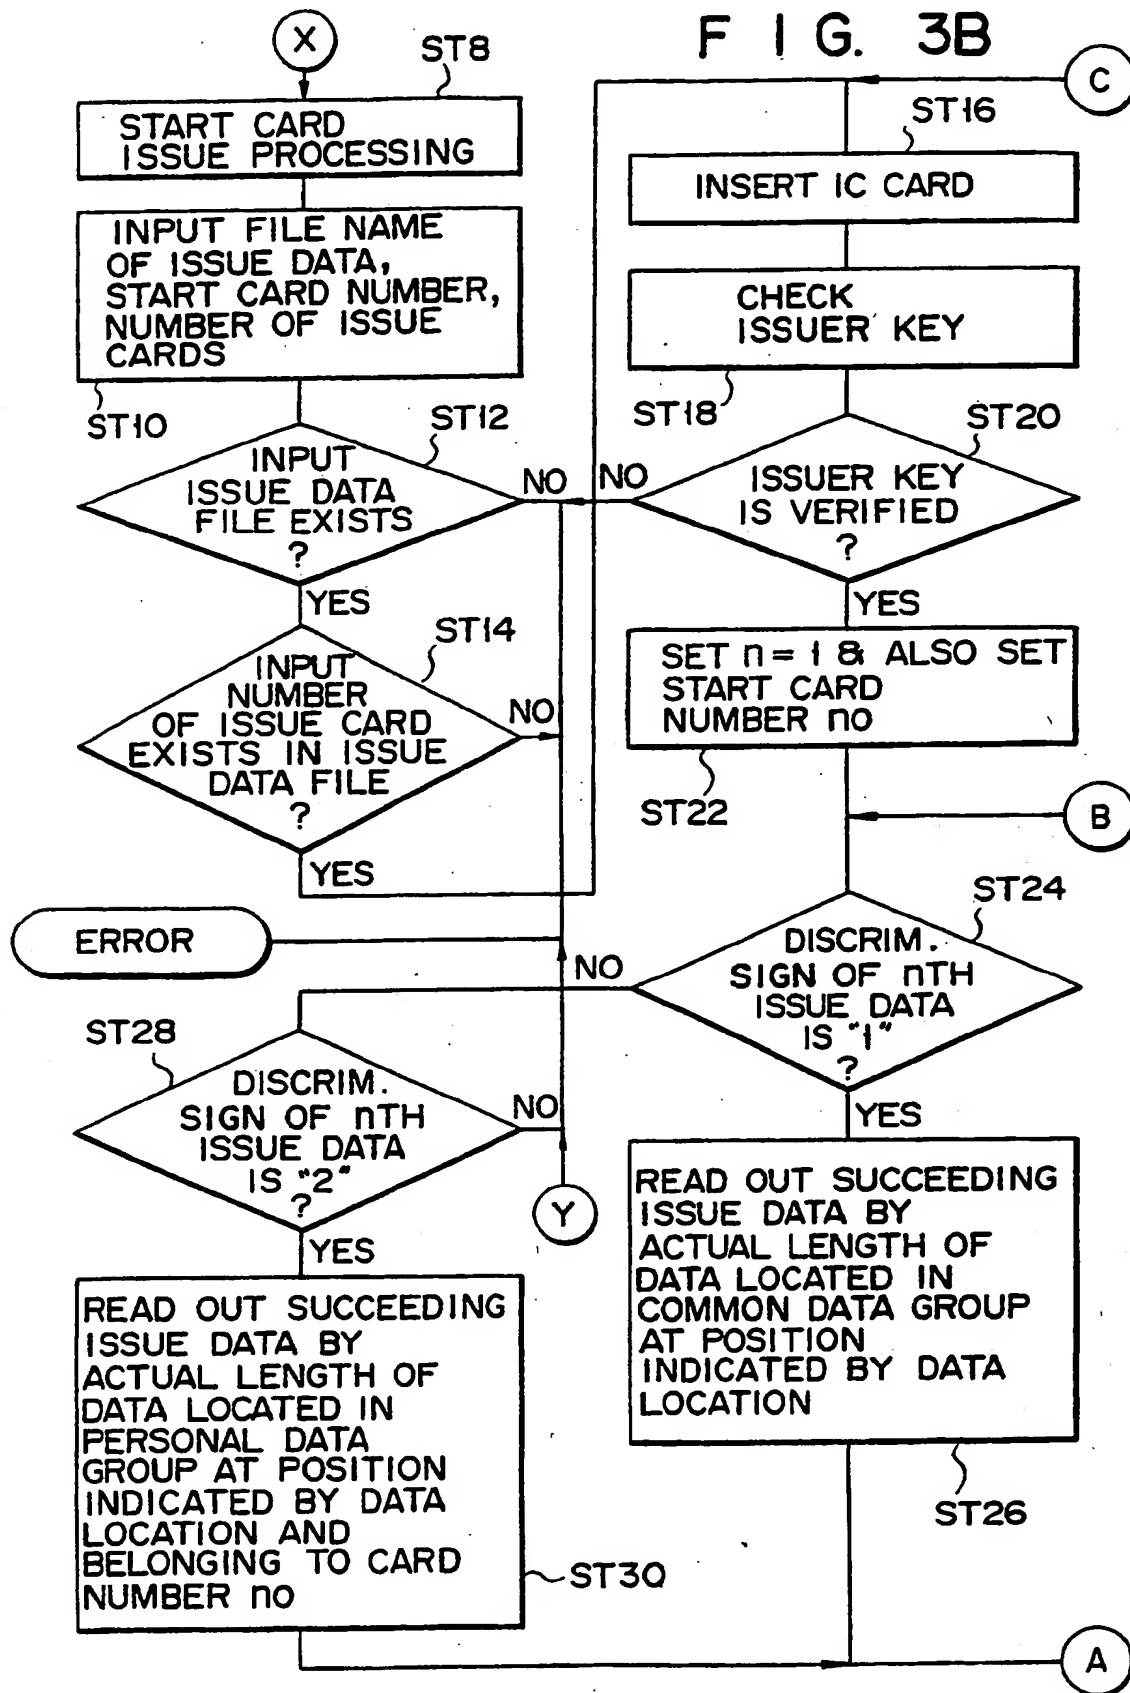 F I G. 3B
X
ST8
START CARD
ISSUE PROCESSING
INPUT FILE NAME
OF ISSUE DATA,
START CARD NUMBER,
NUMBER OF ISSUE
CARDS
ST10
ST12
INPUT
ISSUE DATA
FILE EXISTS
?
NO
YES
ST14
INPUT
NUMBER
OF ISSUE CARD
EXISTS IN ISSUE
DATA FILE
?
NO
YES
ERROR
C
ST16
INSERT IC CARD
CHECK
ISSUER KEY
ST18
ST20
ISSUER KEY
IS VERIFIED
?
NO
YES
SET n = 1 & ALSO SET
START CARD
NUMBER no
ST22
B
ST24
DISCRIM.
SIGN OF nTH
ISSUE DATA
IS "1"
?
NO
YES
ST28
DISCRIM.
SIGN OF nTH
ISSUE DATA
IS "2"
?
NO
YES
Y
READ OUT SUCCEEDING
ISSUE DATA BY
ACTUAL LENGTH OF
DATA LOCATED IN
COMMON DATA GROUP
AT POSITION
INDICATED BY DATA
LOCATION
ST26
READ OUT SUCCEEDING
ISSUE DATA BY
ACTUAL LENGTH OF
DATA LOCATED IN
PERSONAL DATA
GROUP AT POSITION
INDICATED BY DATA
LOCATION AND
BELONGING TO CARD
NUMBER no
ST30
A